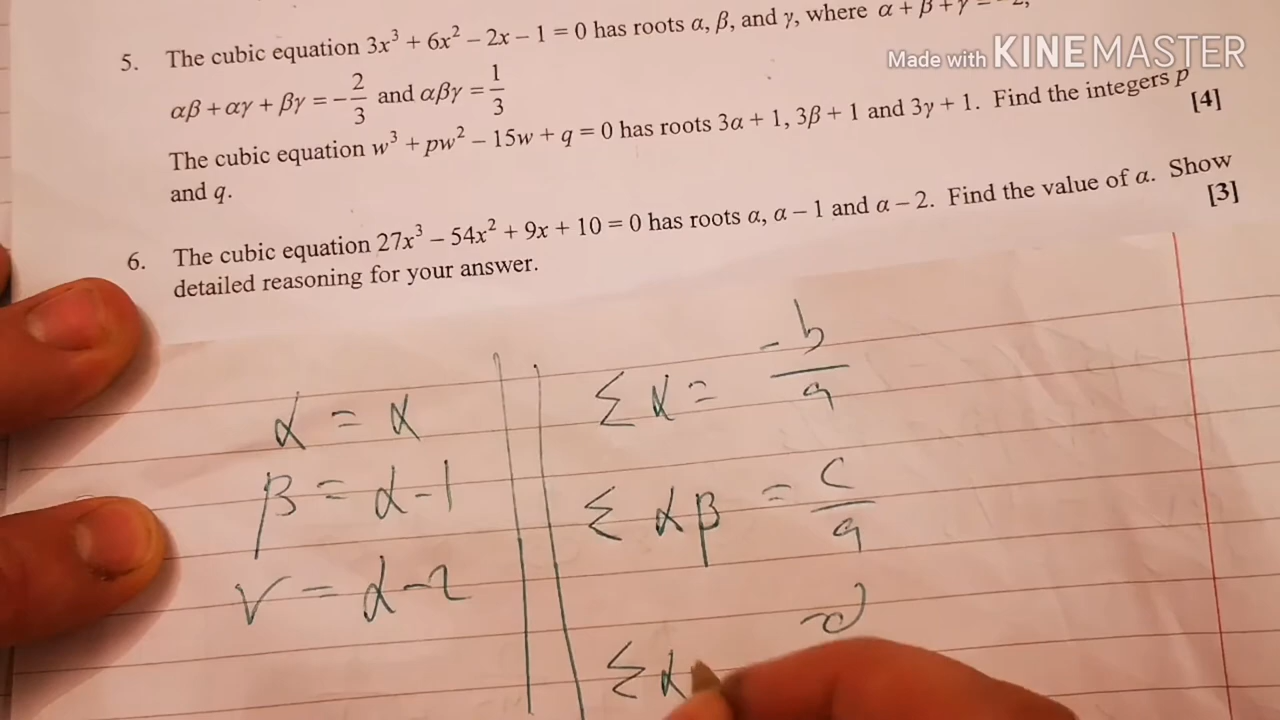 Made with KINEMASTER
5. The cubic equation 3x³ + 6x² − 2x − 1 = 0 has roots α, β, and γ, where α + β + γ = −2,
αβ + αγ + βγ = −2/3 and αβγ = 1/3
The cubic equation w³ + pw² − 15w + q = 0 has roots 3α + 1, 3β + 1 and 3γ + 1. Find the integers p
and q. [4]
6. The cubic equation 27x³ − 54x² + 9x + 10 = 0 has roots α, α − 1 and α − 2. Find the value of α. Show
detailed reasoning for your answer. [3]
α = α
β = α - 1
γ = α - 2
Σα = -b/a
Σαβ = c/a
Σα